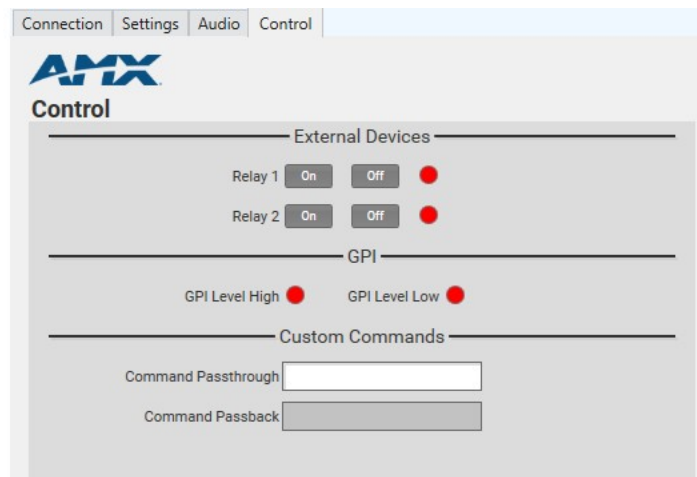 Connection Settings Audio Control
AMX
Control
External Devices
Relay 1 On Off
Relay 2 On Off
GPI
GPI Level High GPI Level Low
Custom Commands
Command Passthrough
Command Passback